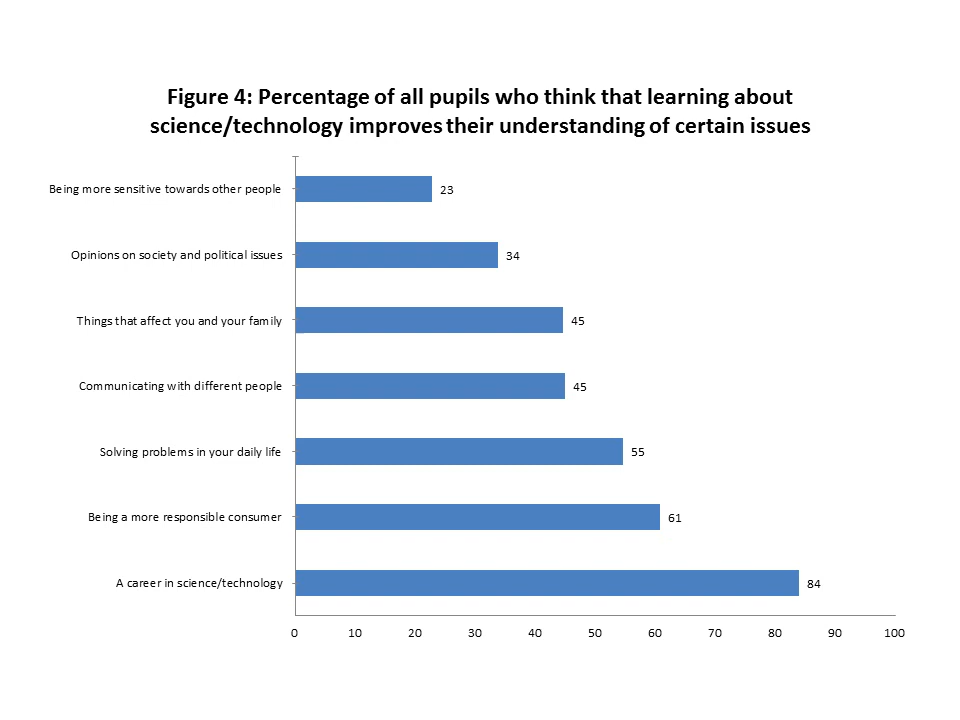 Figure 4: Percentage of all pupils who think that learning about
science/technology improves their understanding of certain issues
Being more sensitive towards other people 23
Opinions on society and political issues 34
Things that affect you and your family 45
Communicating with different people 45
Solving problems in your daily life 55
Being a more responsible consumer 61
A career in science/technology 84
0 10 20 30 40 50 60 70 80 90 100